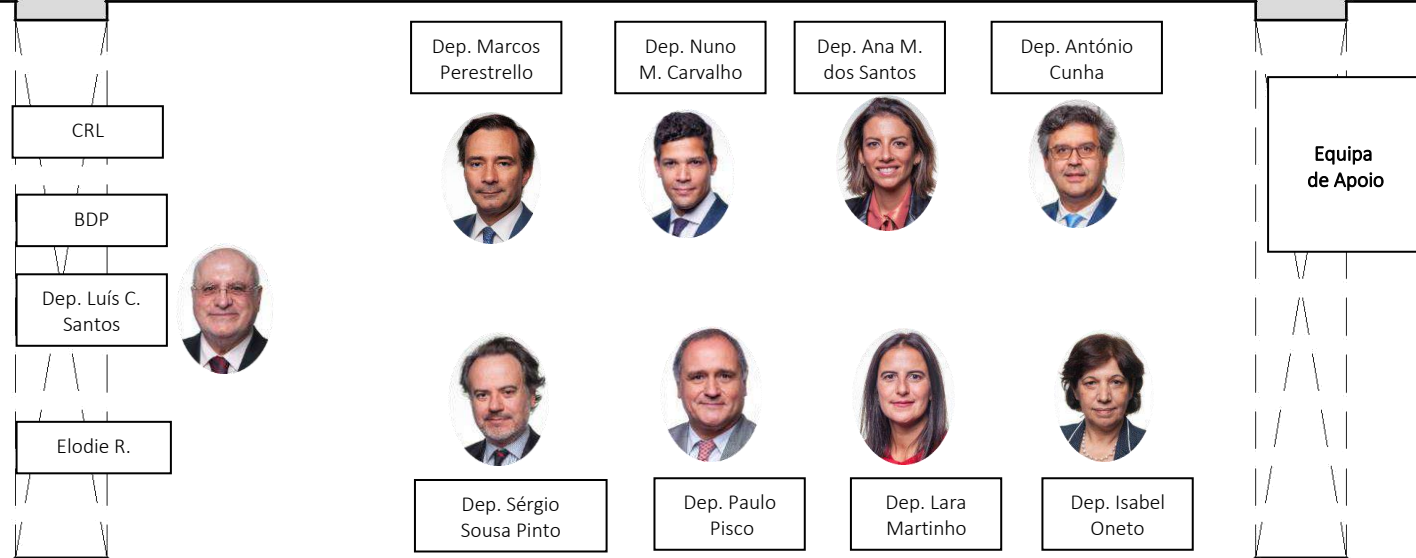 Dep. Marcos
Perestrello
Dep. Nuno
M. Carvalho
Dep. Ana M.
dos Santos
Dep. António
Cunha
CRL
Equipa
de Apoio
BDP
Dep. Luís C.
Santos
Elodie R.
Dep. Sérgio
Sousa Pinto
Dep. Paulo
Pisco
Dep. Lara
Martinho
Dep. Isabel
Oneto